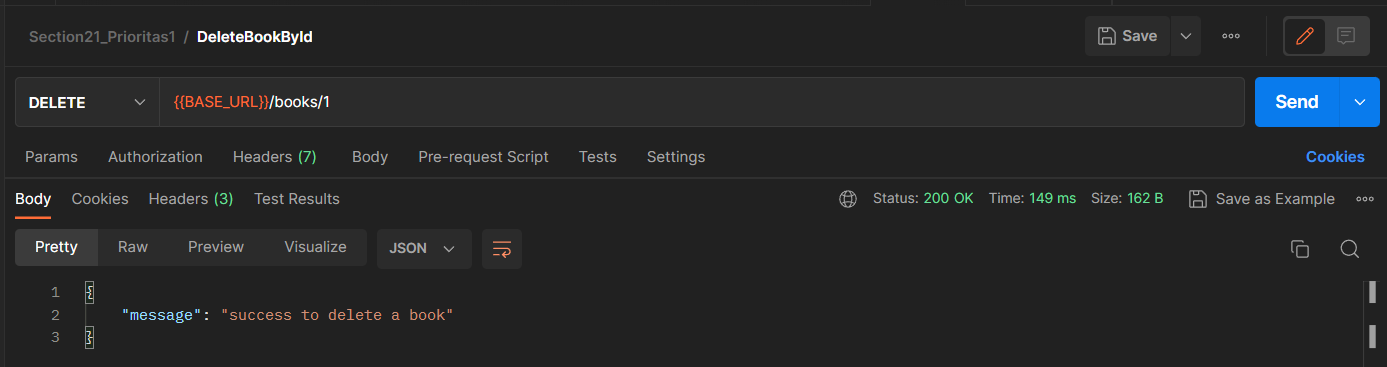 Section21_Prioritas1 / DeleteBookById
Save
DELETE
{{BASE_URL}}/books/1
Send
Params Authorization Headers (7) Body Pre-request Script Tests Settings Cookies
Body Cookies Headers (3) Test Results Status: 200 OK Time: 149 ms Size: 162 B Save as Example
Pretty Raw Preview Visualize JSON
1 {
2 "message": "success to delete a book"
3 }